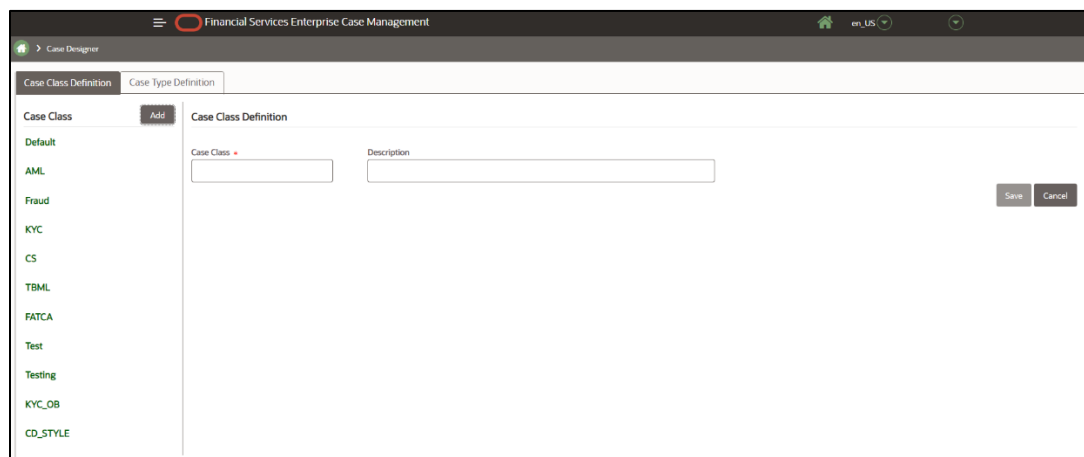 Financial Services Enterprise Case Management
en_US
> Case Designer
Case Class Definition
Case Type Definition
Case Class
Add
Default
AML
Fraud
KYC
CS
TBML
FATCA
Test
Testing
KYC_OB
CD_STYLE
Case Class Definition
Case Class *
Description
Save
Cancel